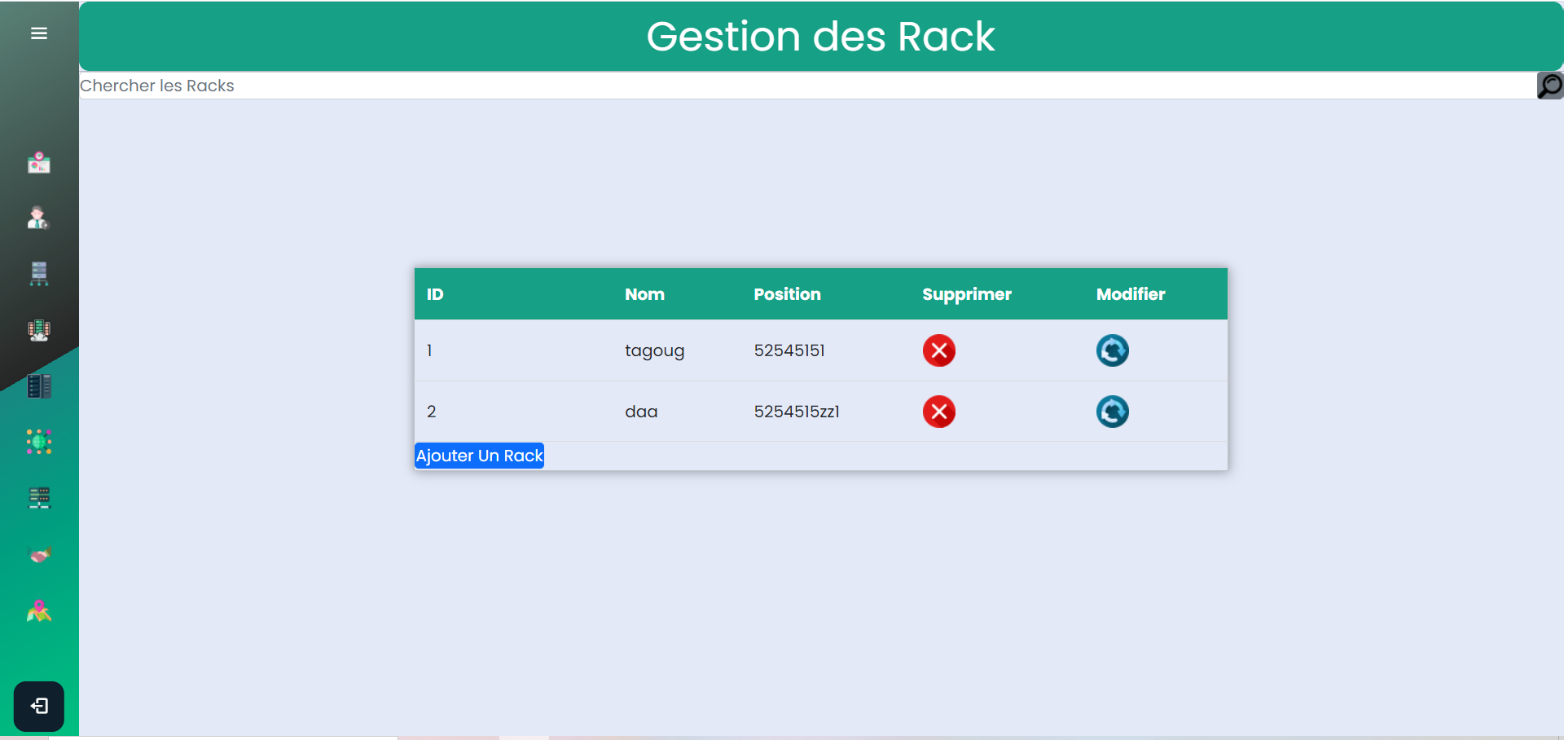 Gestion des Rack
Chercher les Racks
ID Nom Position Supprimer Modifier
1 tagoug 52545151
2 daa 5254515zz1
Ajouter Un Rack